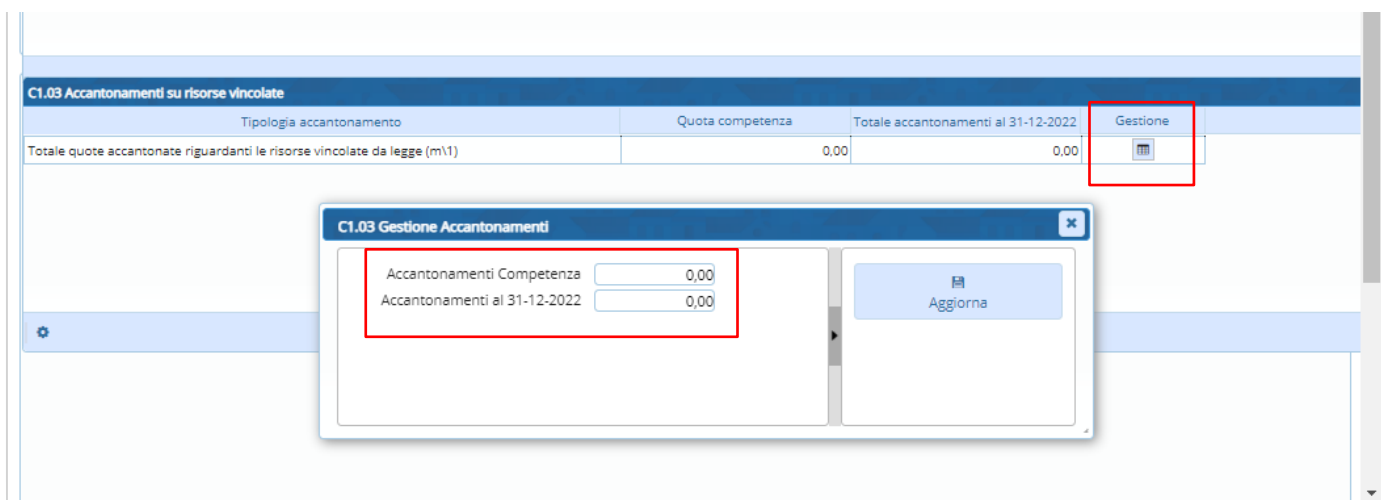 C1.03 Accantonamenti su risorse vincolate
Tipologia accantonamento Quota competenza Totale accantonamenti al 31-12-2022 Gestione
Totale quote accantonate riguardanti le risorse vincolate da legge (m\1) 0,00 0,00
C1.03 Gestione Accantonamenti
Accantonamenti Competenza 0,00
Accantonamenti al 31-12-2022 0,00
Aggiorna